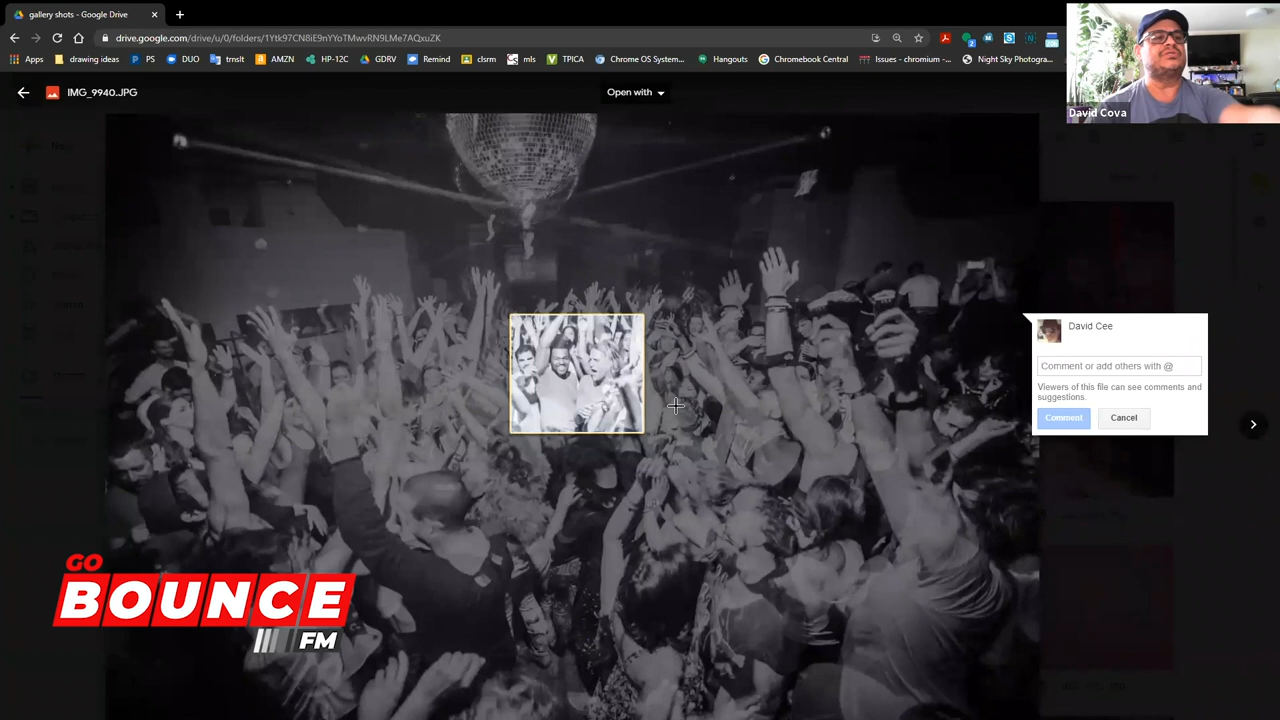 gallery shots - Google Drive
drive.google.com/drive/u/0/folders/1Ytk97CN8iE9nYYoTMwvRN9LMe7AQxuZK
Apps drawing ideas PS DUO trnslt AMZN HP-12C GDRV Remind clsrm mls TPICA Chrome OS System... Hangouts Chromebook Central Issues - chromium -... Night Sky Photogra...
IMG_9940.JPG
Open with
David Cova
David Cee
Comment or add others with @
Viewers of this file can see comments and
suggestions.
Comment Cancel
GO
BOUNCE
FM